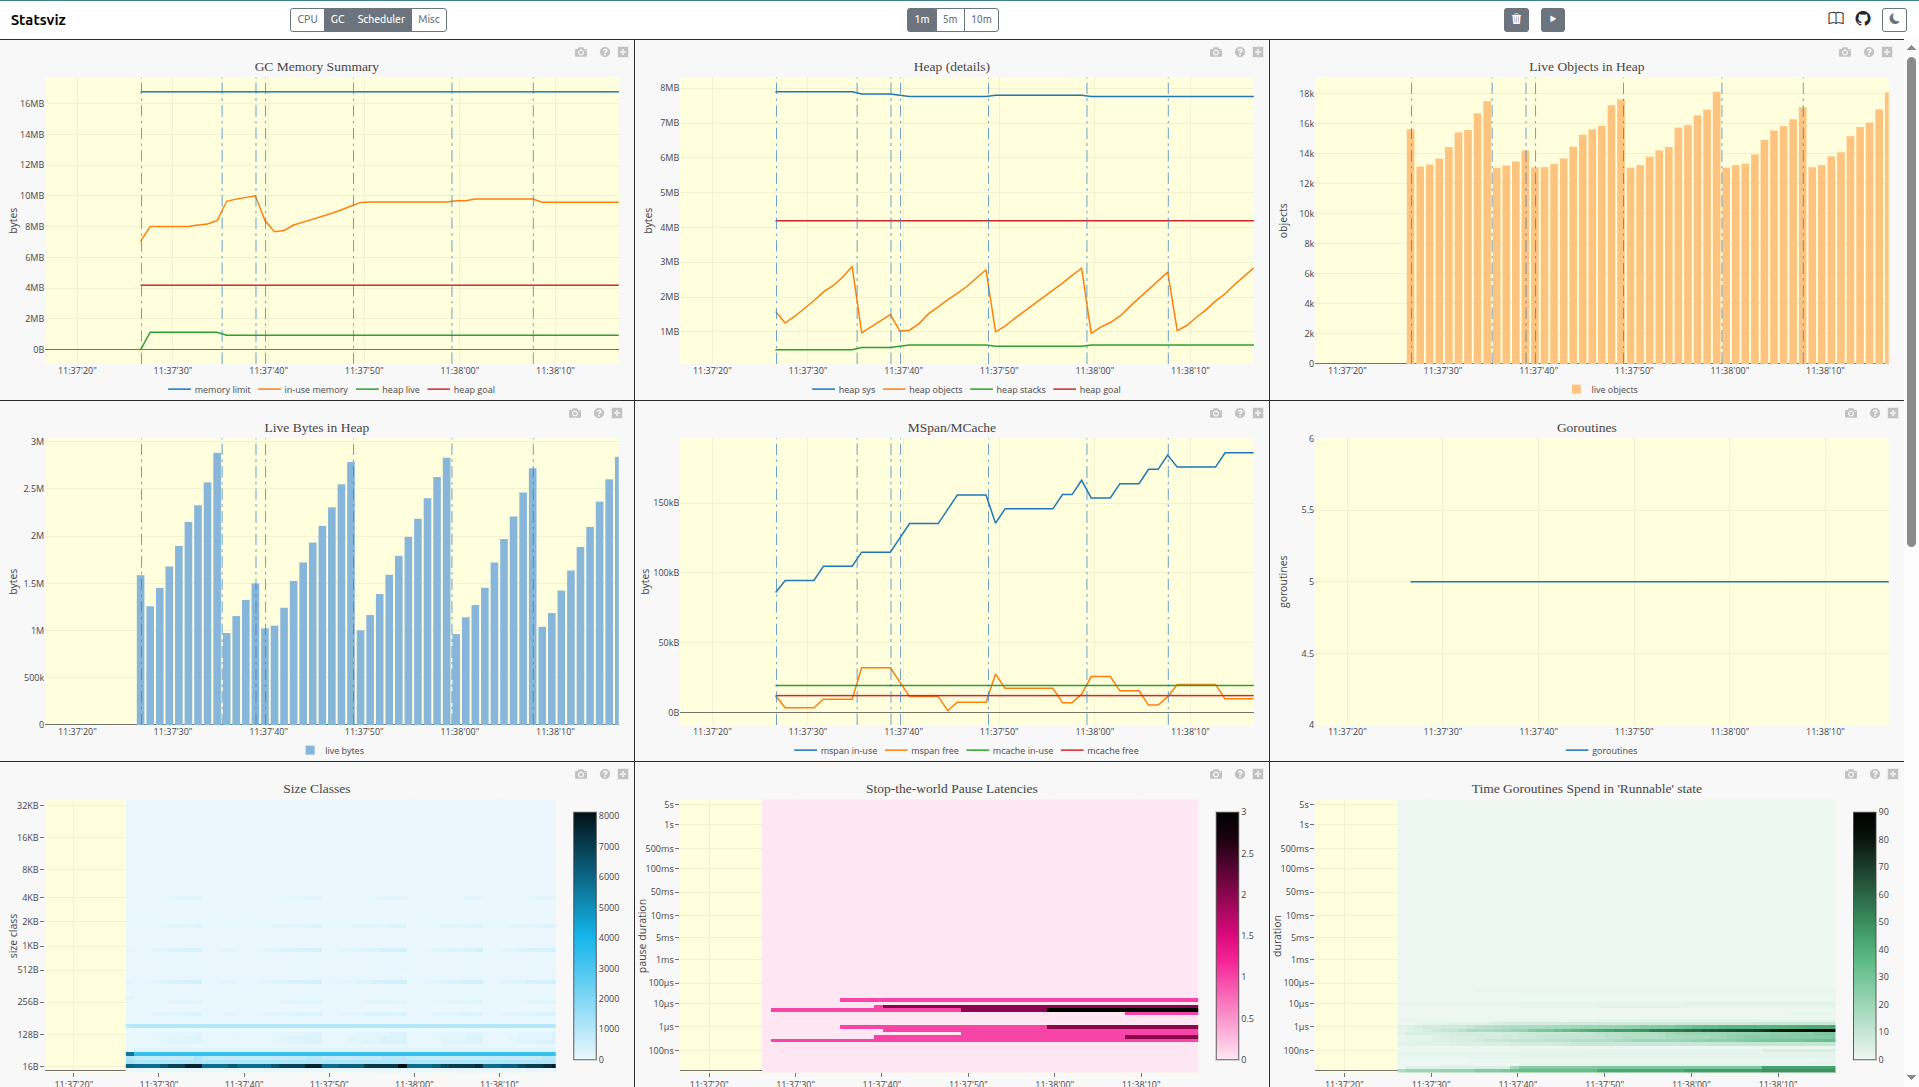 Statsviz
CPU GC Scheduler Misc
1m 5m 10m
GC Memory Summary
bytes
16MB
14MB
12MB
10MB
8MB
6MB
4MB
2MB
0B
11:37'20" 11:37'30" 11:37'40" 11:37'50" 11:38'00" 11:38'10"
memory limit in-use memory heap live heap goal
Heap (details)
bytes
8MB
7MB
6MB
5MB
4MB
3MB
2MB
1MB
11:37'20" 11:37'30" 11:37'40" 11:37'50" 11:38'00" 11:38'10"
heap sys heap objects heap stacks heap goal
Live Objects in Heap
objects
18k
16k
14k
12k
10k
8k
6k
4k
2k
0
11:37'20" 11:37'30" 11:37'40" 11:37'50" 11:38'00" 11:38'10"
live objects
Live Bytes in Heap
bytes
3M
2.5M
2M
1.5M
1M
500k
0
11:37'20" 11:37'30" 11:37'40" 11:37'50" 11:38'00" 11:38'10"
live bytes
MSpan/MCache
bytes
150kB
100kB
50kB
0B
11:37'20" 11:37'30" 11:37'40" 11:37'50" 11:38'00" 11:38'10"
mspan in-use mspan free mcache in-use mcache free
Goroutines
goroutines
6
5.5
5
4.5
4
11:37'20" 11:37'30" 11:37'40" 11:37'50" 11:38'00" 11:38'10"
goroutines
Size Classes
size class
32KB
16KB
8KB
4KB
2KB
1KB
512B
256B
128B
16B
8000
7000
6000
5000
4000
3000
2000
1000
0
11:37'20" 11:37'30" 11:37'40" 11:37'50" 11:38'00" 11:38'10"
Stop-the-world Pause Latencies
pause duration
5s
1s
500ms
100ms
50ms
10ms
5ms
1ms
100µs
10µs
1µs
100ns
3
2.5
2
1.5
1
0.5
0
11:37'20" 11:37'30" 11:37'40" 11:37'50" 11:38'00" 11:38'10"
Time Goroutines Spend in 'Runnable' state
duration
5s
1s
500ms
100ms
50ms
10ms
5ms
1ms
100µs
10µs
1µs
100ns
90
80
70
60
50
40
30
20
10
0
11:37'20" 11:37'30" 11:37'40" 11:37'50" 11:38'00" 11:38'10"